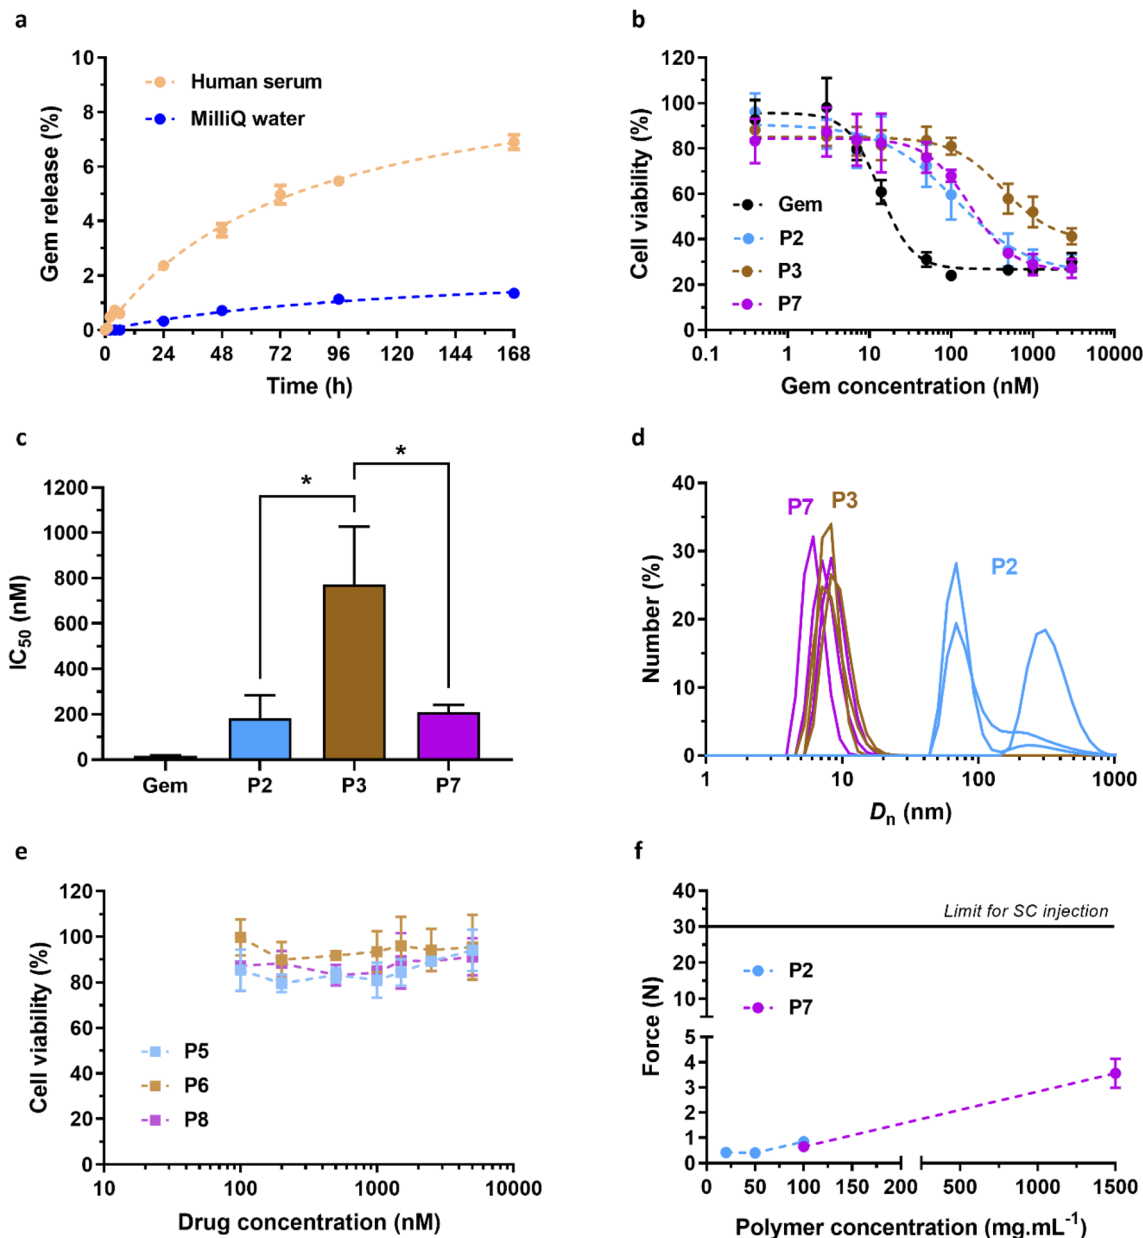 a
Gem release (%)
10
8
6
4
2
0
Human serum
MilliQ water
0 24 48 72 96 120 144 168
Time (h)
b
Cell viability (%)
120
100
80
60
40
20
0
Gem
P2
P3
P7
0.1 1 10 100 1000 10000
Gem concentration (nM)
c
IC50 (nM)
1200
1000
800
600
400
200
0
*
*
Gem P2 P3 P7
d
Number (%)
40
30
20
10
0
P7 P3
P2
1 10 100 1000
Dn (nm)
e
Cell viability (%)
120
100
80
60
40
20
0
P5
P6
P8
10 100 1000 10000
Drug concentration (nM)
f
Force (N)
40
35
30
25
20
15
10
5
4
3
2
1
0
Limit for SC injection
P2
P7
0 50 100 150 200 500 1000 1500
Polymer concentration (mg.mL-1)